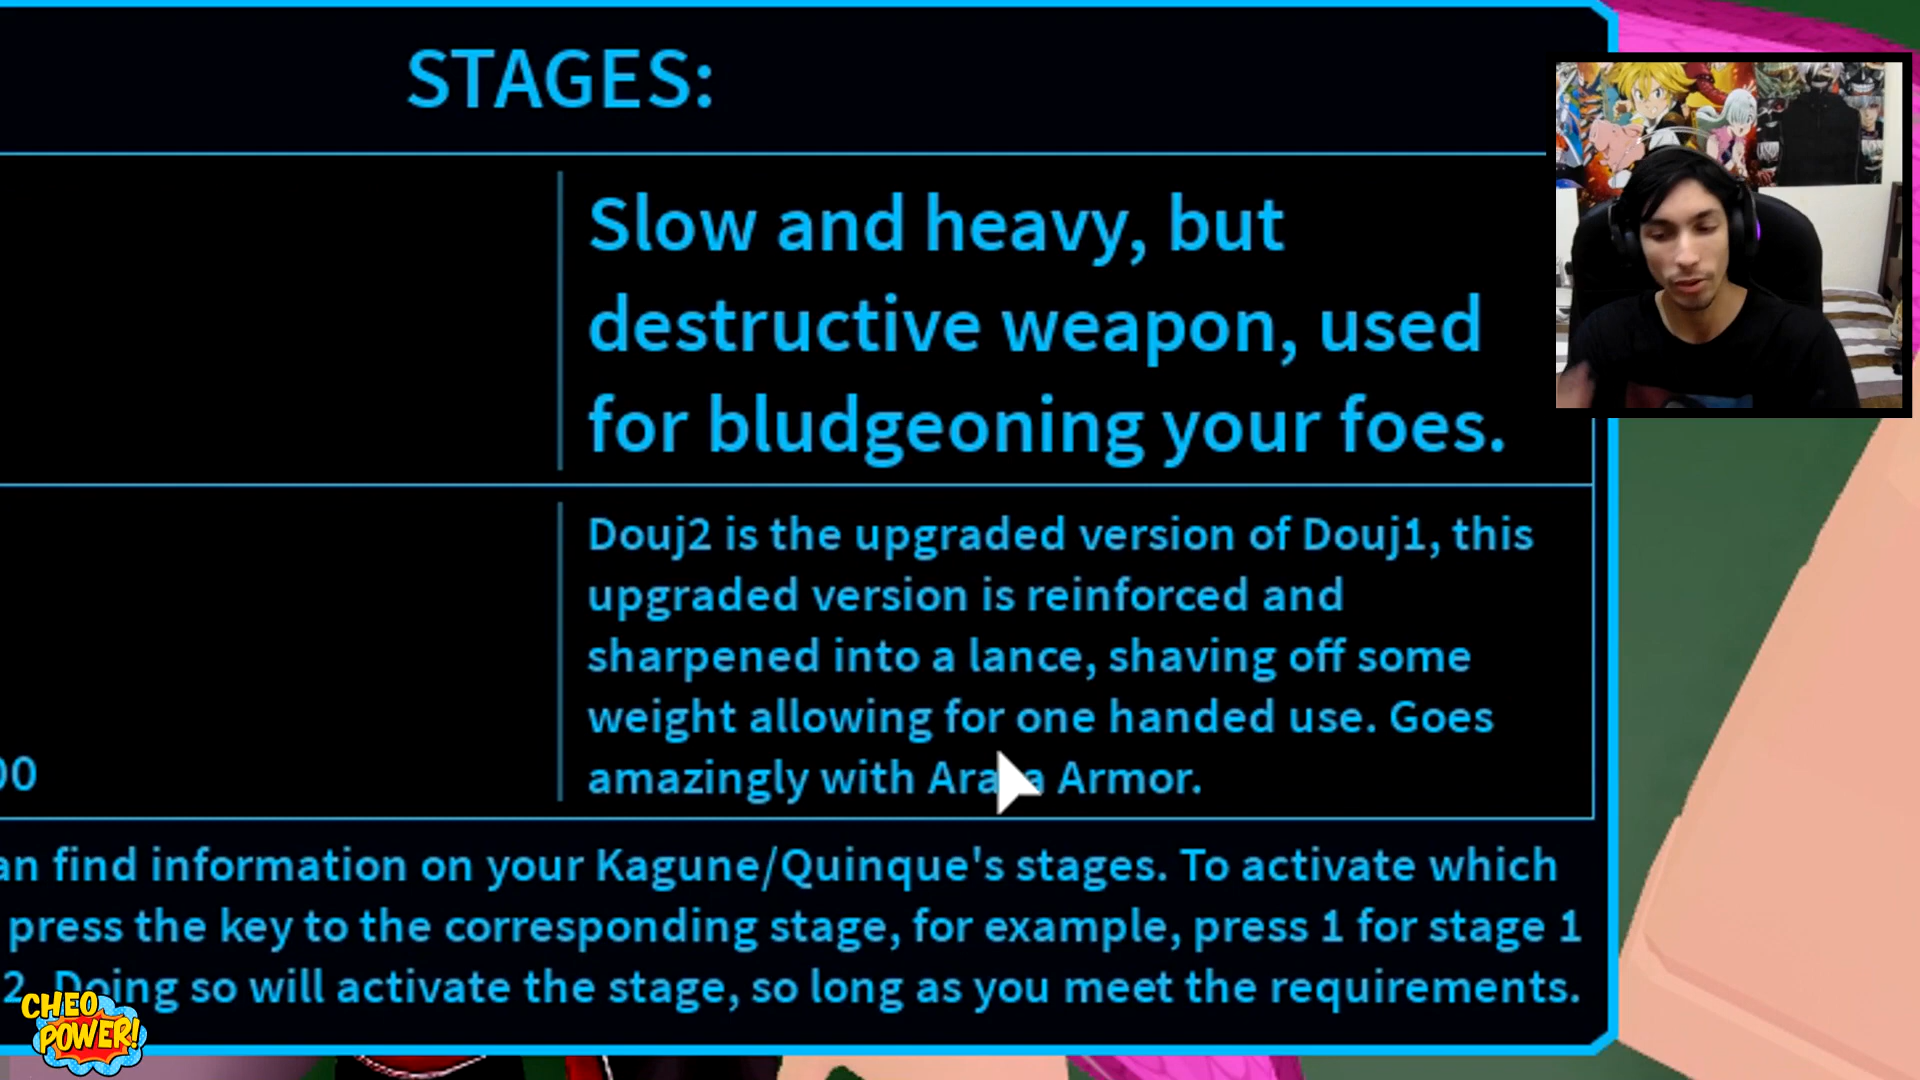 STAGES:
Slow and heavy, but
destructive weapon, used
for bludgeoning your foes.
Douj2 is the upgraded version of Douj1, this
upgraded version is reinforced and
sharpened into a lance, shaving off some
weight allowing for one handed use. Goes
00
amazingly with Armor.
an find information on your Kagune/Quinque's stages. To activate which
press the key to the corresponding stage, for example, press 1 for stage 1
2. Doing so will activate the stage, so long as you meet the requirements.
CHEO
POWER!